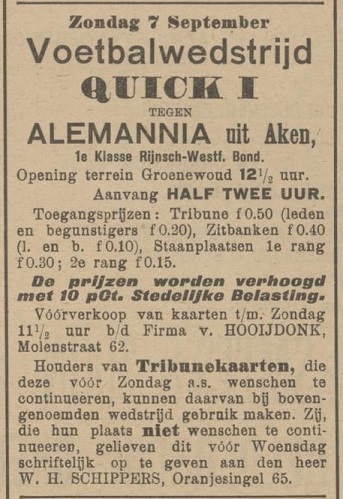 Zondag 7 September
Voetbalwedstrijd
QUICK I
TEGEN
ALEMANNIA uit Aken,
1e Klasse Rijnsch-Westf. Bond.
Opening terrein Groenewoud 12½ uur.
Aanvang HALF TWEE UUR.
Toegangsprijzen: Tribune f 0.50 (leden
en begunstigers f 0.20), Zitbanken f 0.40
(l. en b. f 0.10), Staanplaatsen 1e rang
f 0.30; 2e rang f 0.15.
De prijzen worden verhoogd
met 10 pCt. Stedelijke Belasting.
Vóórverkoop van kaarten t/m. Zondag
11½ uur b/d Firma v. HOOIJDONK,
Molenstraat 62.
Houders van Tribunekaarten, die
deze vóór Zondag a.s. wenschen te
continueeren, kunnen daarvan bij boven-
genoemden wedstrijd gebruik maken. Zij,
die hun plaats niet wenschen te conti-
nueeren, gelieven dit vóór Woensdag
schriftelijk op te geven aan den heer
W. H. SCHIPPERS, Oranjesingel 65.